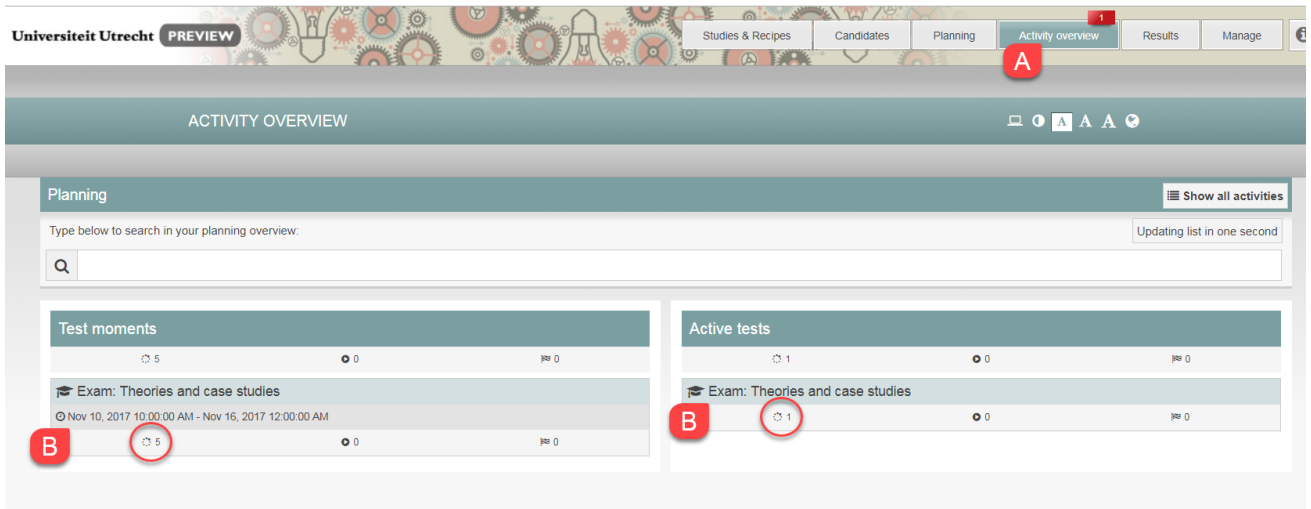 1
Universiteit Utrecht PREVIEW Studies & Recipes Candidates Planning Activity overview Results Manage
A
ACTIVITY OVERVIEW A A A
Planning Show all activities
Type below to search in your planning overview: Updating list in one second
Test moments
5 0 0
Exam: Theories and case studies
Nov 10, 2017 10:00:00 AM - Nov 16, 2017 12:00:00 AM
B 5 0 0
Active tests
1 0 0
Exam: Theories and case studies
B 1 0 0